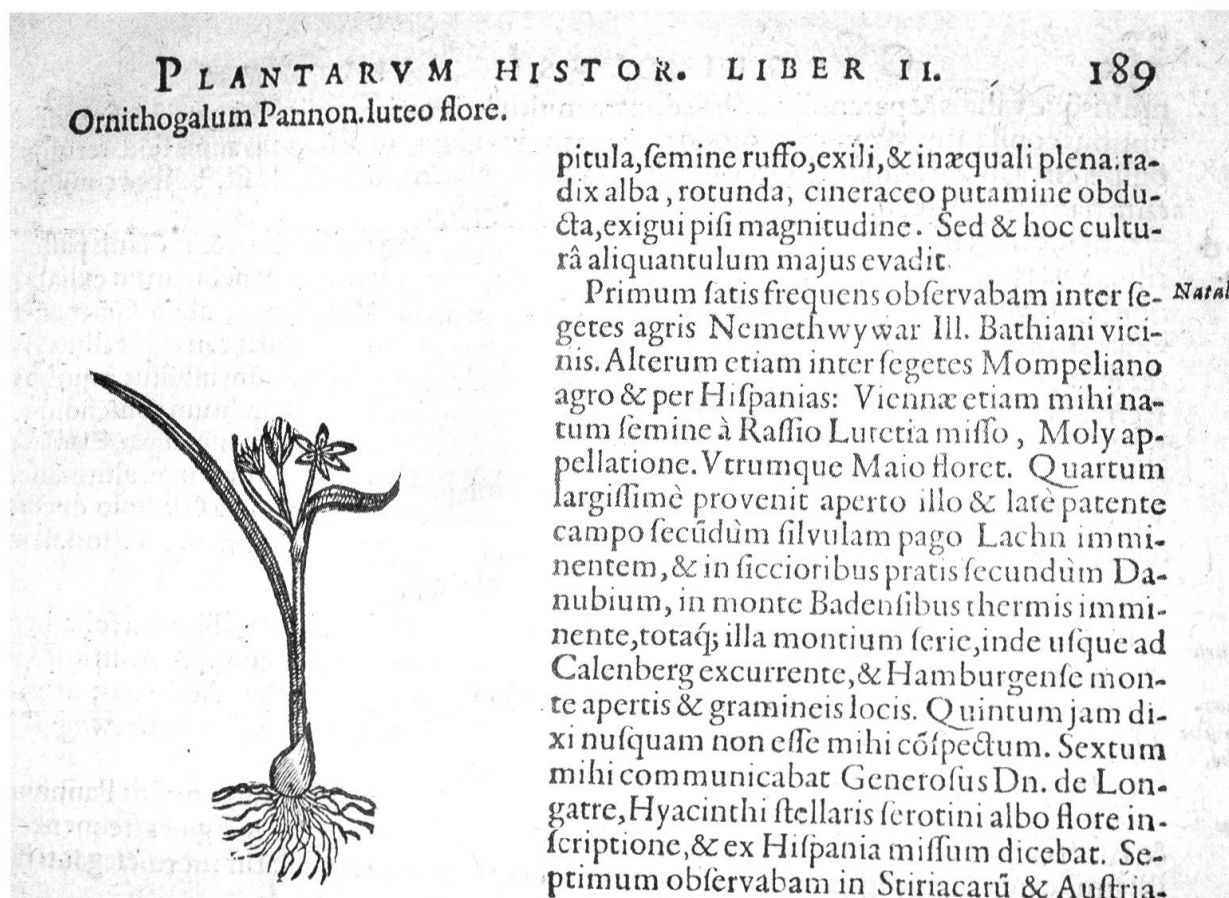 PLANTARVM HISTOR. LIBER II. 189
Ornithogalum Pannon. luteo flore.
pitula, ſemine ruffo, exili, & inæquali plena: ra-
dix alba, rotunda, cineraceo putamine obdu-
cta, exigui piſi magnitudine. Sed & hoc cultu-
râ aliquantulum majus evadit.
Primum ſatis frequens obſervabam inter ſe-
Natal
getes agris Nemethwywar Ill. Bathiani vici-
nis. Alterum etiam inter ſegetes Mompeliano
agro & per Hiſpanias: Viennæ etiam mihi na-
tum ſemine à Raſſio Lutetia miſſo, Moly ap-
pellatione. Vtrumque Maio floret. Quartum
largiſſimè provenit aperto illo & latè patente
campo ſecũdùm ſilvulam pago Lachn immi-
nentem, & in ſiccioribus pratis ſecundùm Da-
nubium, in monte Badenſibus thermis immi-
nente, totaq́; illa montium ſerie, inde uſque ad
Calenberg excurrente, & Hamburgenſe mon-
te apertis & gramineis locis. Quintum jam di-
xi nuſquam non eſſe mihi cõſpectum. Sextum
mihi communicabat Generoſus Dn. de Lon-
gatre, Hyacinthi ſtellaris ſerotini albo flore in-
ſcriptione, & ex Hiſpania miſſum dicebat. Se-
ptimum obſervabam in Stiriacarũ & Auſtria-